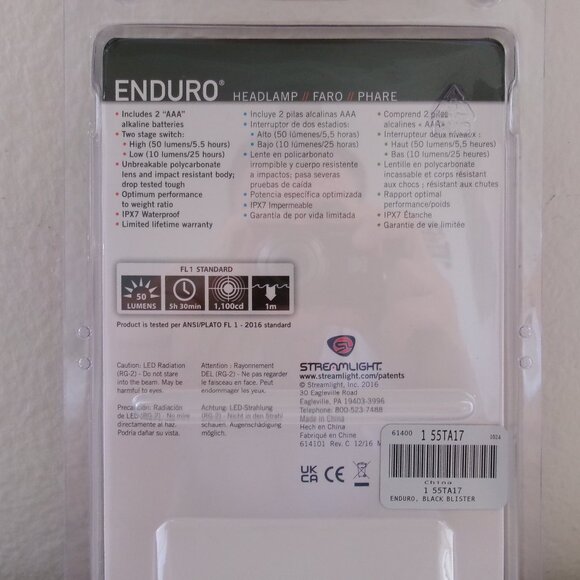 ENDURO® HEADLAMP // FARO // PHARE
• Includes 2 "AAA"
alkaline batteries
• Two stage switch:
• High (50 lumens/5.5 hours)
• Low (10 lumens/25 hours)
• Unbreakable polycarbonate
lens and impact resistant body;
drop tested tough
• Optimum performance
to weight ratio
• IPX7 Waterproof
• Limited lifetime warranty
• Incluye 2 pilas alcalinas AAA
• Interruptor de dos estadios:
• Alto (50 lúmenes/5,5 horas)
• Bajo (10 lúmenes/25 horas)
• Lente en policarbonato
irrompible y cuerpo resistente
a impactos; pasa severas
pruebas de caída
• Potencia específica optimizada
• IPX7 Impermeable
• Garantía de por vida limitada
• Comprend 2 piles
alcalines « AAA »
• Interrupteur deux niveaux :
• Haut (50 lumens/5,5 heures)
• Bas (10 lumens/25 heures)
• Lentille en polycarbonate
incassable et corps résistant
aux chocs ; résistant aux chutes
• Rapport optimal
performance/poids
• IPX7 Étanche
• Garantie de vie limitée
FL1 STANDARD
50
LUMENS
5h 30min
1,100cd
1m
Product is tested per ANSI/PLATO FL 1 - 2016 standard
Caution: LED Radiation
(RG-2) - Do not stare
into the beam. May be
harmful to eyes.
Attention : Rayonnement
DEL (RG-2) - Ne pas regarder
le faisceau en face. Peut
endommager les yeux.
Precaución: Radiación
de LED (RG-2) - No mire
directamente al haz.
Podría dañar su vista.
Achtung: LED-Strahlung
(RG-2) - Nicht in den Strahl
schauen. Augenschädigung
möglich.
STREAMLIGHT®
www.streamlight.com/patents
© Streamlight, Inc. 2016
30 Eagleville Road
Eagleville, PA 19403-3996
Telephone: 800-523-7488
Made in China
Hech en China
Fabriqué en Chine
614101 Rev. C 12/16
UK
CA CE
61400 1 55TA17 1024
China
1 55TA17
ENDURO, BLACK BLISTER